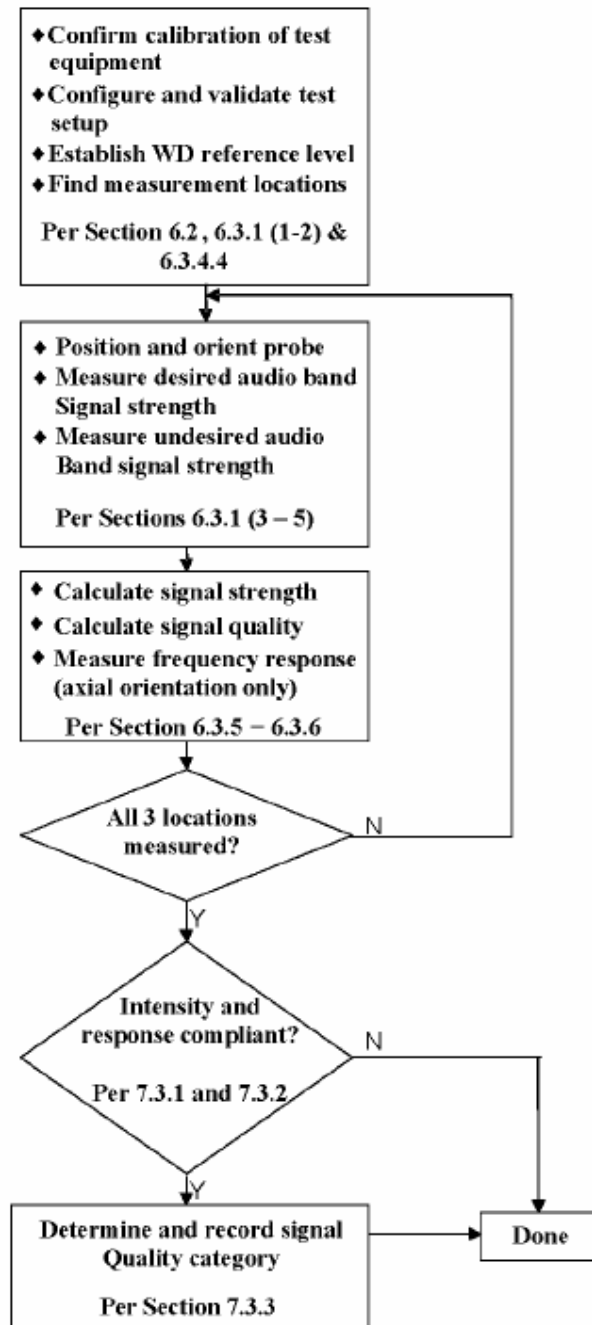 ♦Confirm calibration of test
equipment
♦Configure and validate test
setup
♦Establish WD reference level
♦Find measurement locations
Per Section 6.2, 6.3.1 (1-2) &
6.3.4.4
♦ Position and orient probe
♦ Measure desired audio band
Signal strength
♦ Measure undesired audio
Band signal strength
Per Sections 6.3.1 (3 – 5)
♦ Calculate signal strength
♦ Calculate signal quality
♦ Measure frequency response
(axial orientation only)
Per Section 6.3.5 – 6.3.6
All 3 locations
measured?
N
Y
Intensity and
response compliant?
N
Per 7.3.1 and 7.3.2
Y
Determine and record signal
Quality category
Per Section 7.3.3
Done